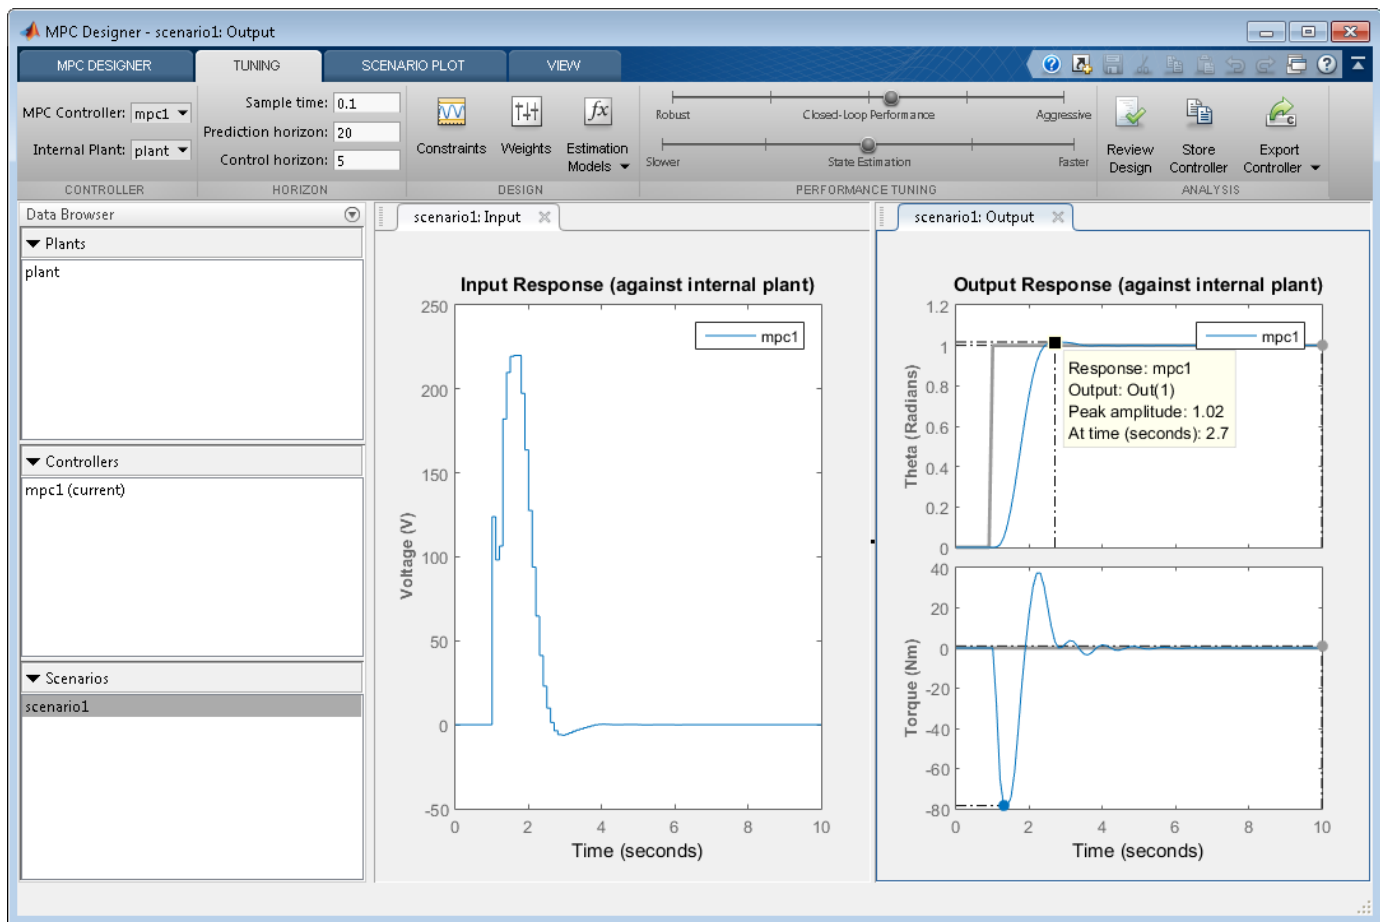 MPC Designer - scenario1: Output
MPC DESIGNER
TUNING
SCENARIO PLOT
VIEW
MPC Controller: mpc1
Internal Plant: plant
CONTROLLER
Sample time: 0.1
Prediction horizon: 20
Control horizon: 5
HORIZON
Constraints
Weights
Estimation
Models
DESIGN
Robust
Closed-Loop Performance
Aggressive
Slower
State Estimation
Faster
PERFORMANCE TUNING
Review
Design
Store
Controller
Export
Controller
ANALYSIS
Data Browser
Plants
plant
Controllers
mpc1 (current)
Scenarios
scenario1
scenario1: Input
Input Response (against internal plant)
mpc1
250
200
150
100
50
0
-50
Voltage (V)
0 2 4 6 8 10
Time (seconds)
scenario1: Output
Output Response (against internal plant)
mpc1
1.2
1
0.8
0.6
0.4
0.2
0
Theta (Radians)
Response: mpc1
Output: Out(1)
Peak amplitude: 1.02
At time (seconds): 2.7
40
20
0
-20
-40
-60
-80
Torque (Nm)
0 2 4 6 8 10
Time (seconds)